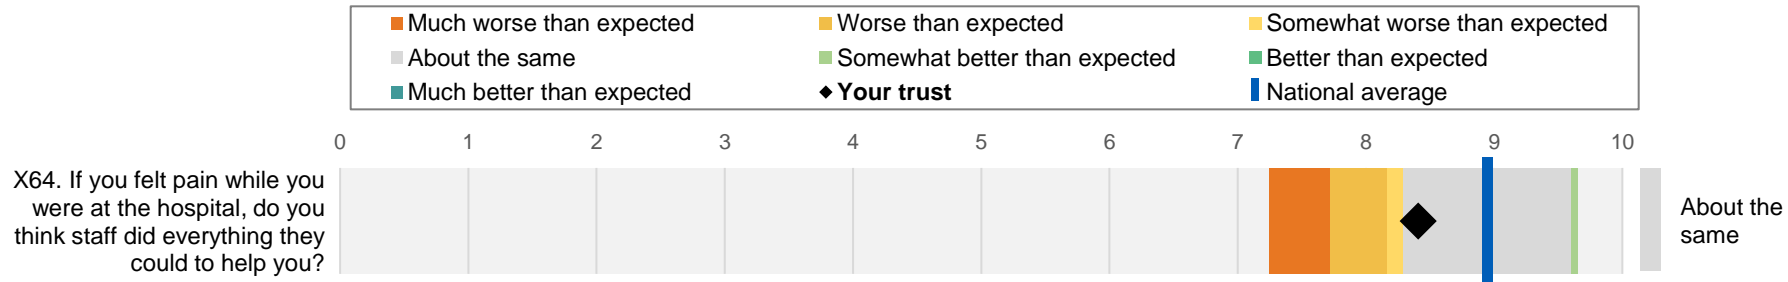 Much worse than expected
Worse than expected
Somewhat worse than expected
About the same
Somewhat better than expected
Better than expected
Much better than expected
Your trust
National average
0 1 2 3 4 5 6 7 8 9 10
X64. If you felt pain while you
were at the hospital, do you
think staff did everything they
could to help you?
About the
same